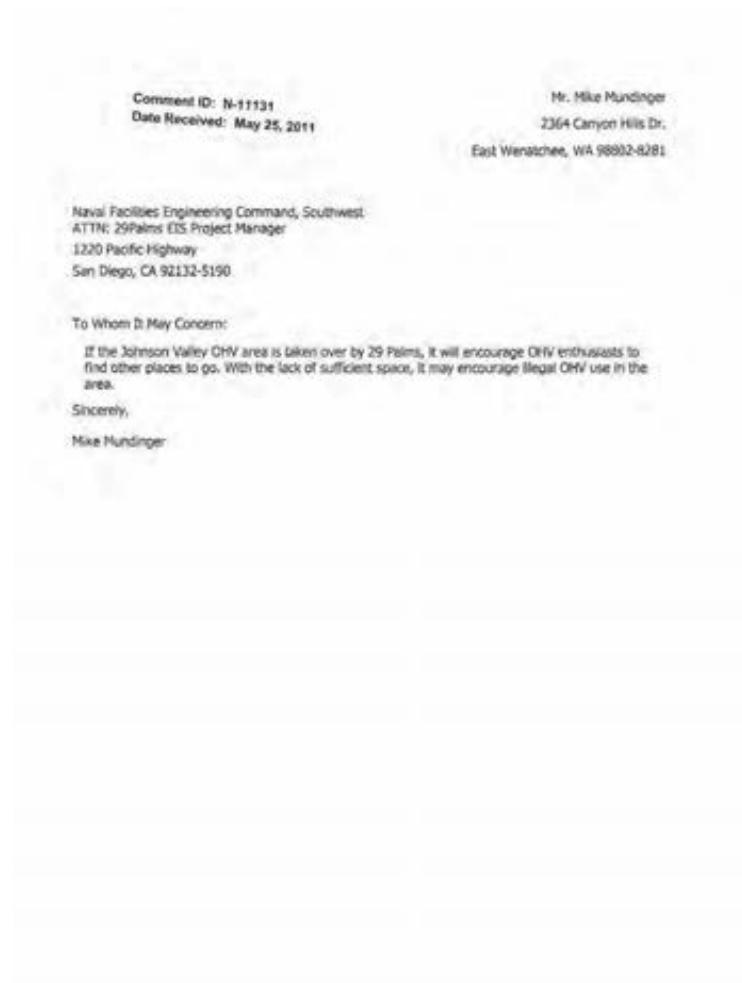 Comment ID: N-11131
Date Received: May 25, 2011
Mr. Mike Mundinger
2364 Canyon Hills Dr.
East Wenatchee, WA 98802-8281
Naval Facilities Engineering Command, Southwest
ATTN: 29Palms EIS Project Manager
1220 Pacific Highway
San Diego, CA 92132-5190
To Whom It May Concern:
If the Johnson Valley OHV area is taken over by 29 Palms, it will encourage OHV enthusiasts to
find other places to go. With the lack of sufficient space, it may encourage illegal OHV use in the
area.
Sincerely,
Mike Mundinger